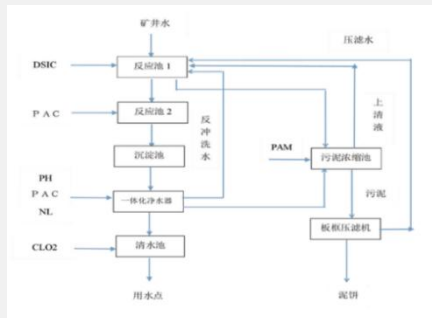 矿井水
压滤水
DSIC
反应池 1
PAC
反应池 2
反冲洗水
上清液
沉淀池
PAM
污泥浓缩池
PH
PAC
NL
一体化净水器
污泥
板框压滤机
CLO2
清水池
用水点
泥饼